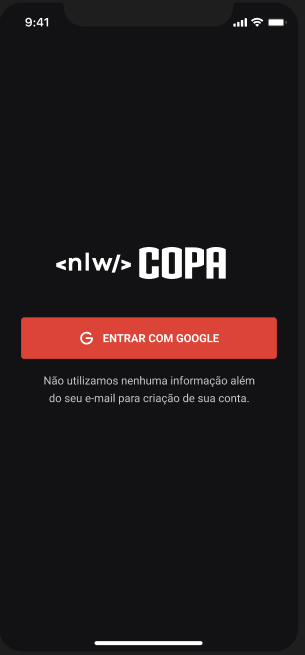 9:41
<nlw/> COPA
G ENTRAR COM GOOGLE
Não utilizamos nenhuma informação além
do seu e-mail para criação de sua conta.